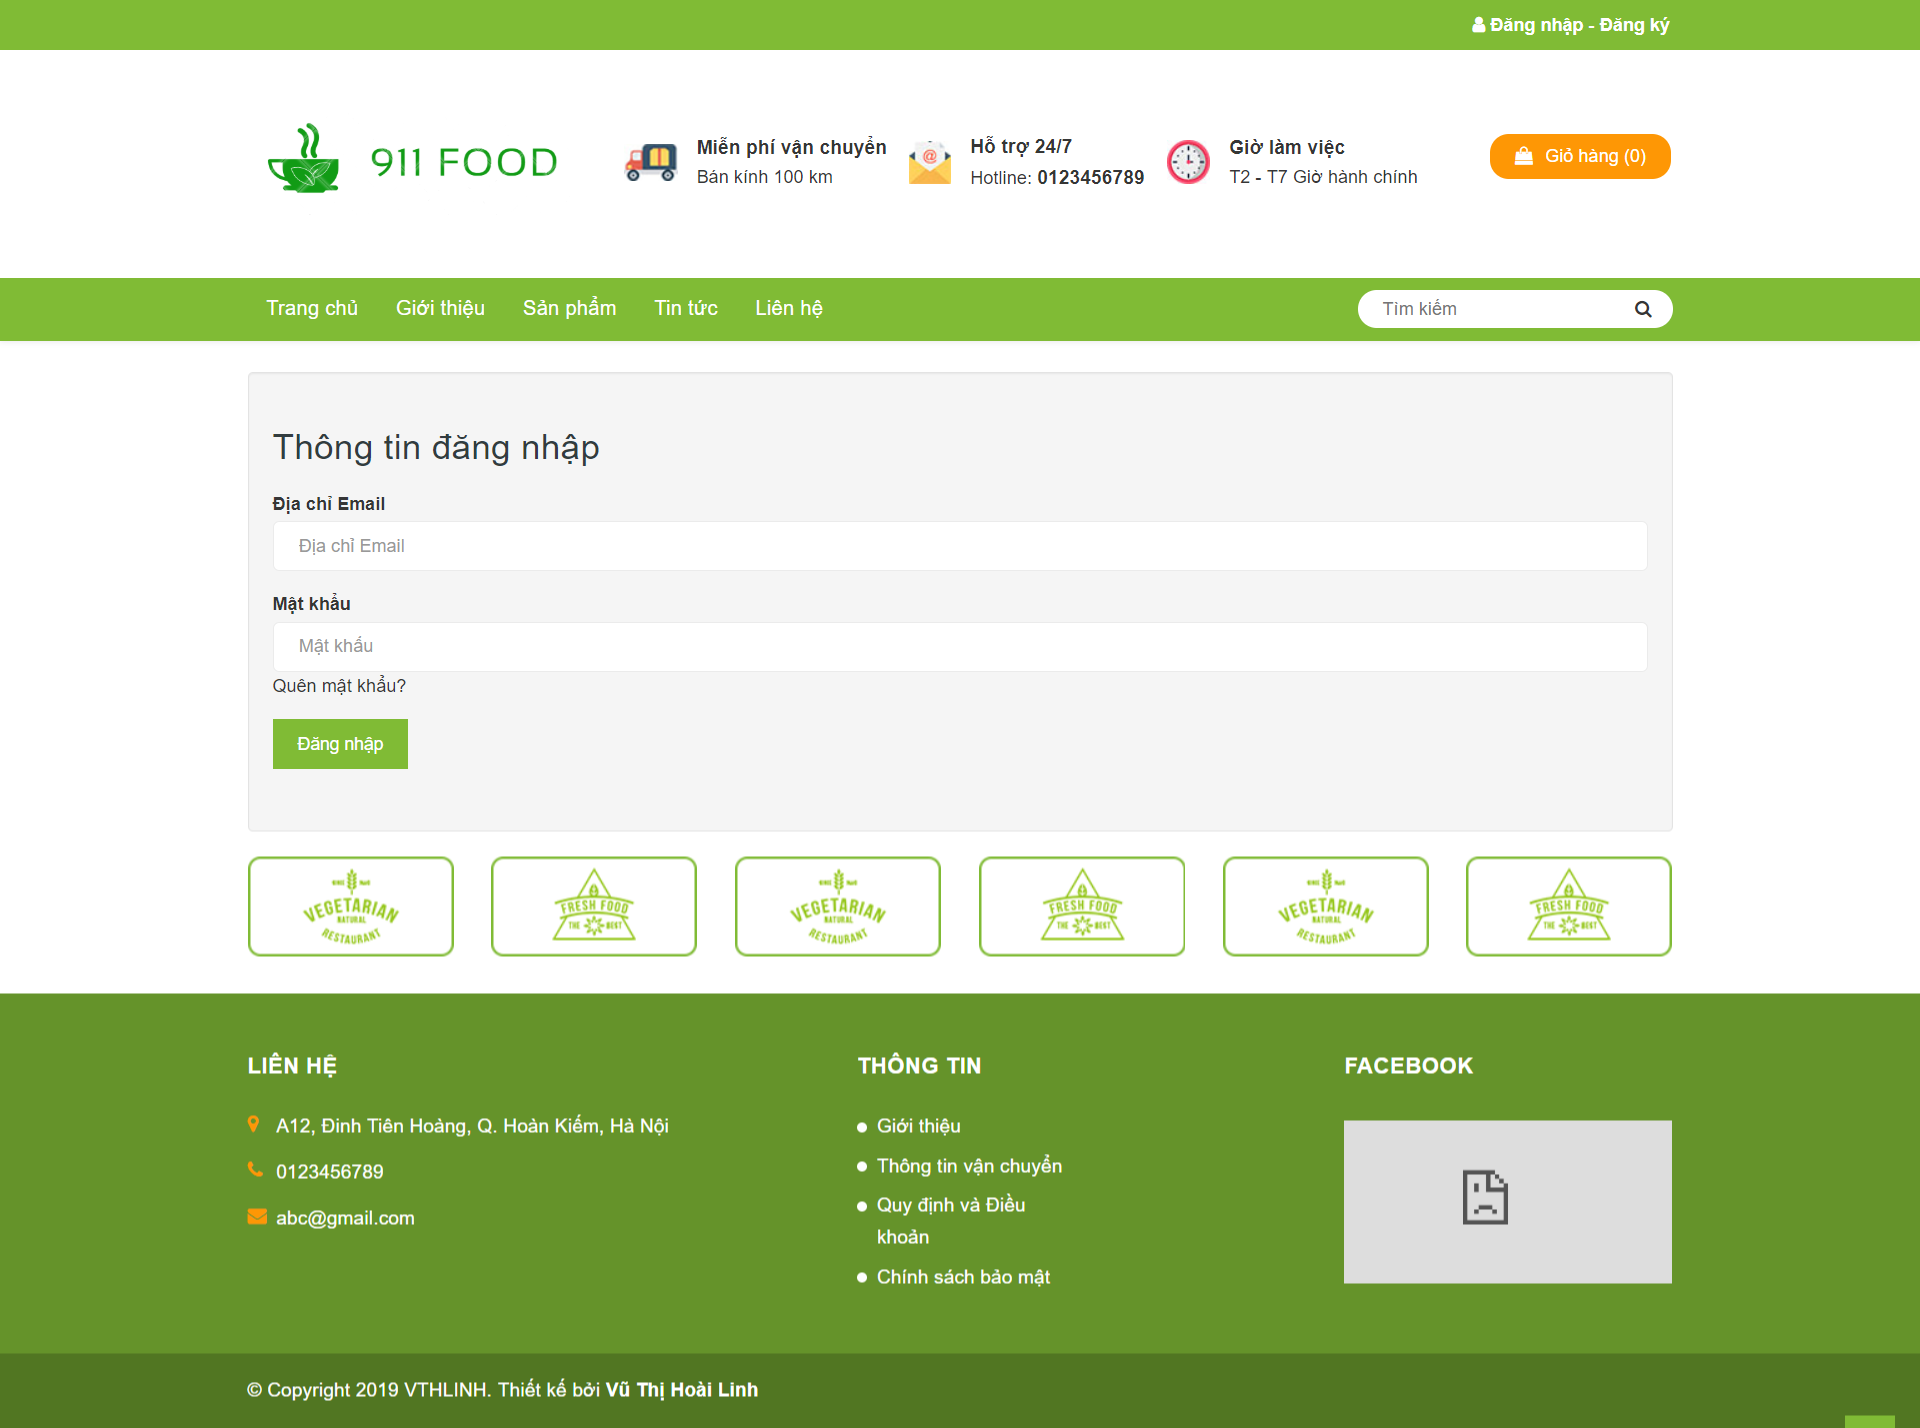 Đăng nhập - Đăng ký
911 FOOD
Miễn phí vận chuyển
Bán kính 100 km
Hỗ trợ 24/7
Hotline: 0123456789
Giờ làm việc
T2 - T7 Giờ hành chính
Giỏ hàng (0)
Trang chủ
Giới thiệu
Sản phẩm
Tin tức
Liên hệ
Tìm kiếm
Thông tin đăng nhập
Địa chỉ Email
Địa chỉ Email
Mật khẩu
Mật khẩu
Quên mật khẩu?
Đăng nhập
VEGETARIAN
NATURAL
RESTAURANT
FRESH FOOD
THE BEST
VEGETARIAN
NATURAL
RESTAURANT
FRESH FOOD
THE BEST
VEGETARIAN
NATURAL
RESTAURANT
FRESH FOOD
THE BEST
LIÊN HỆ
A12, Đinh Tiên Hoàng, Q. Hoàn Kiếm, Hà Nội
0123456789
abc@gmail.com
THÔNG TIN
Giới thiệu
Thông tin vận chuyển
Quy định và Điều
khoản
Chính sách bảo mật
FACEBOOK
© Copyright 2019 VTHLINH. Thiết kế bởi Vũ Thị Hoài Linh